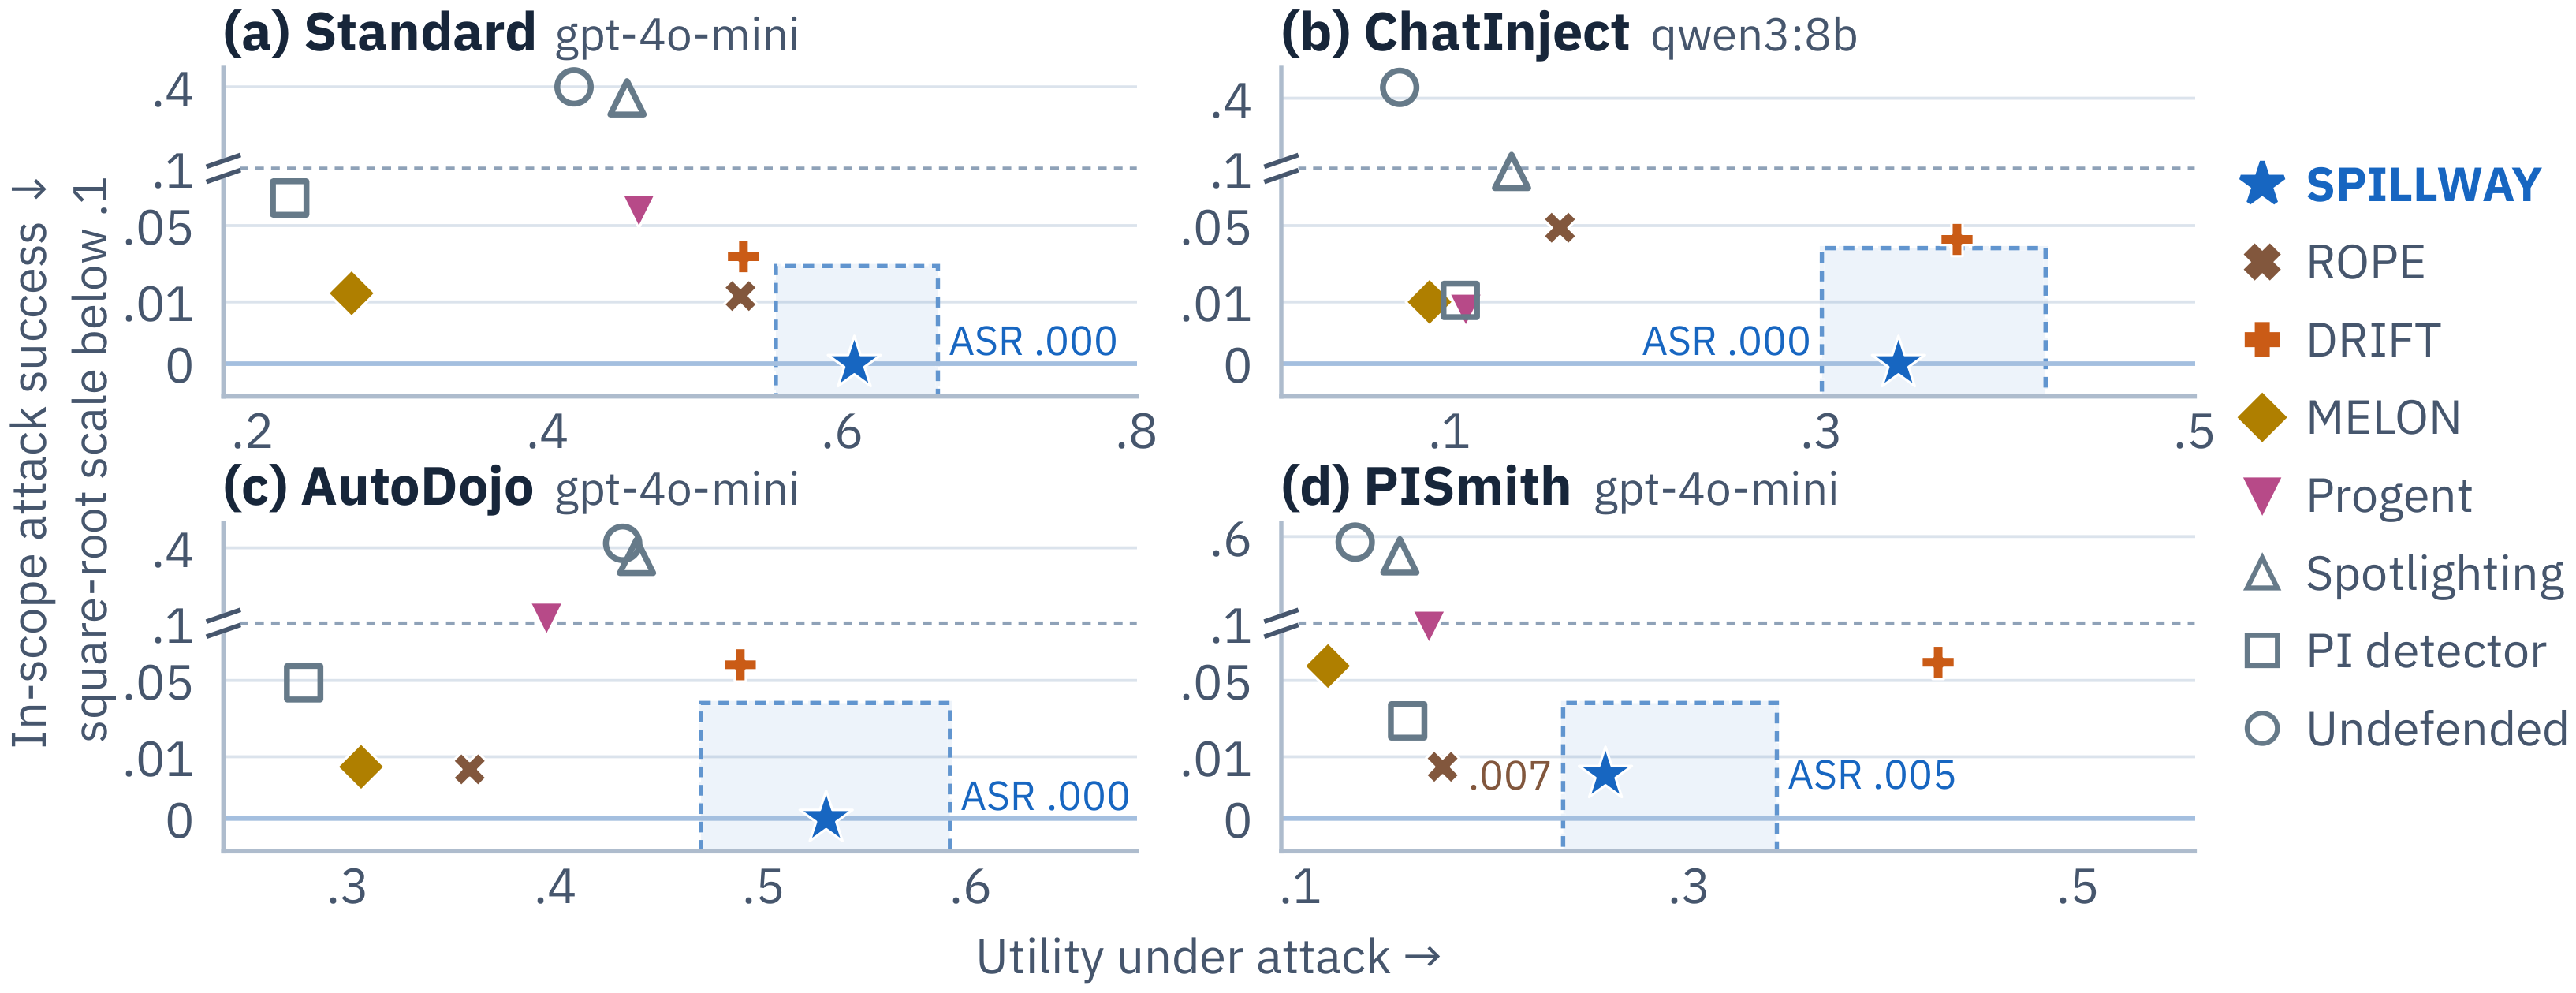 (a) Standard gpt-4o-mini
.4
.1
.05
.01
0
ASR .000
.2 .4 .6 .8
(b) ChatInject qwen3:8b
.4
.1
.05
.01
0
ASR .000
.1 .3 .5
(c) AutoDojo gpt-4o-mini
.4
.1
.05
.01
0
ASR .000
.3 .4 .5 .6
(d) PISmith gpt-4o-mini
.6
.1
.05
.01
0
.007
ASR .005
.1 .3 .5
In-scope attack success ↓
square-root scale below .1
Utility under attack →
SPILLWAY
ROPE
DRIFT
MELON
Progent
Spotlighting
PI detector
Undefended